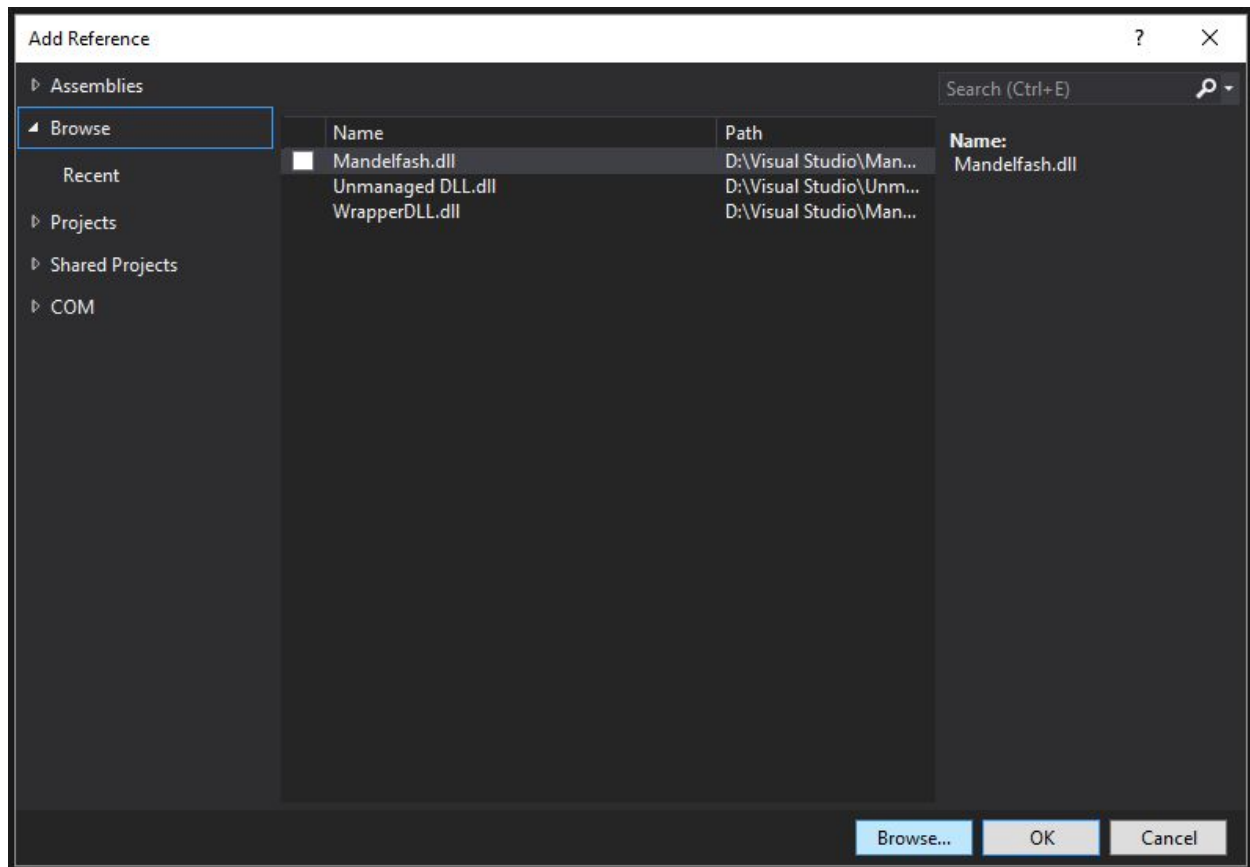 Add Reference ? ×
Assemblies
Search (Ctrl+E)
Browse
Recent
Projects
Shared Projects
COM
Name Path
Mandelfash.dll D:\Visual Studio\Man...
Unmanaged DLL.dll D:\Visual Studio\Unm...
WrapperDLL.dll D:\Visual Studio\Man...
Name:
Mandelfash.dll
Browse... OK Cancel